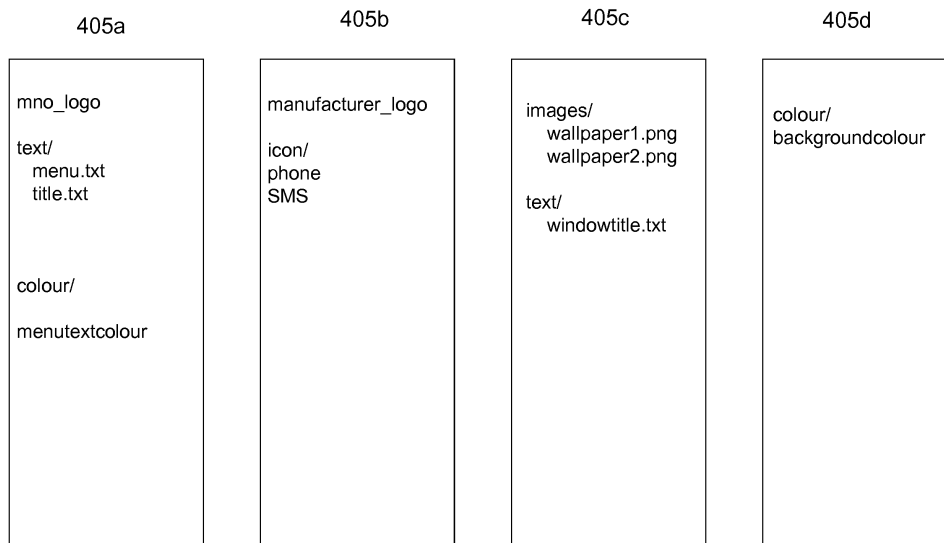 405a
mno_logo
text/
menu.txt
title.txt
colour/
menutextcolour
405b
manufacturer_logo
icon/
phone
SMS
405c
images/
wallpaper1.png
wallpaper2.png
text/
windowtitle.txt
405d
colour/
backgroundcolour